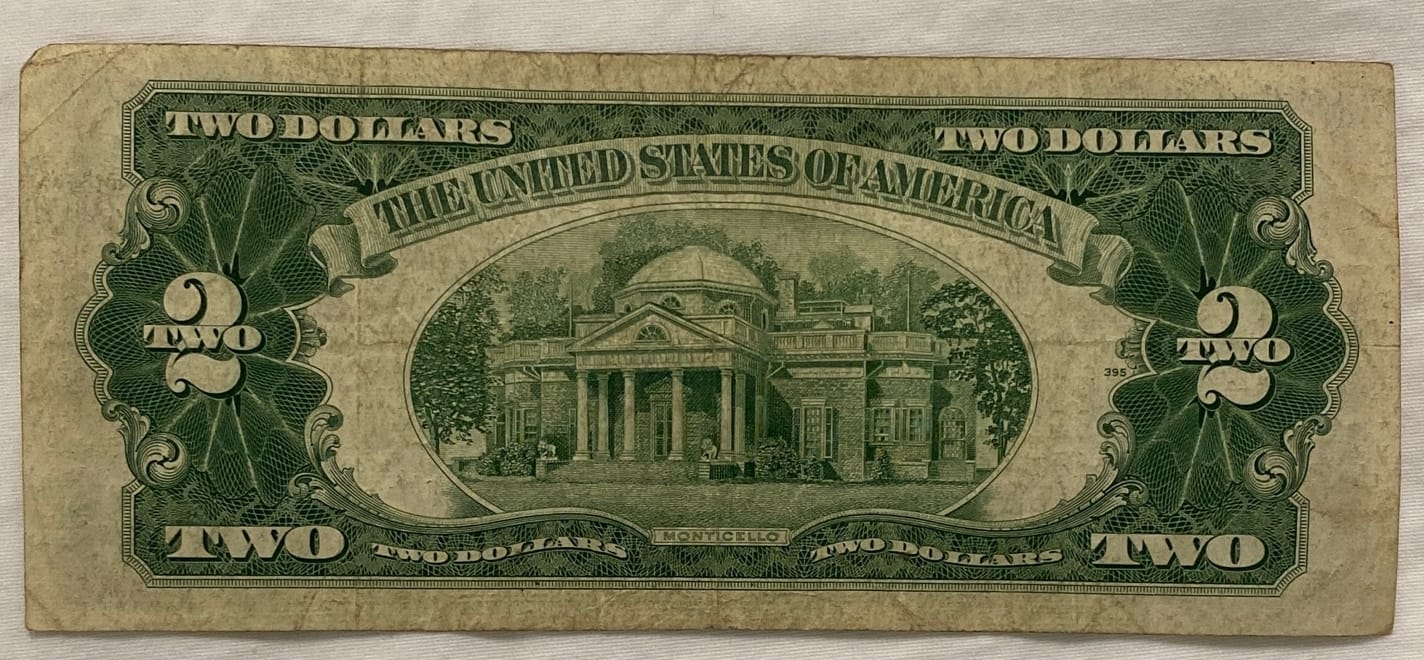 TWO DOLLARS TWO DOLLARS
THE UNITED STATES OF AMERICA
2 2
TWO TWO
395
MONTICELLO
TWO TWO DOLLARS TWO DOLLARS TWO